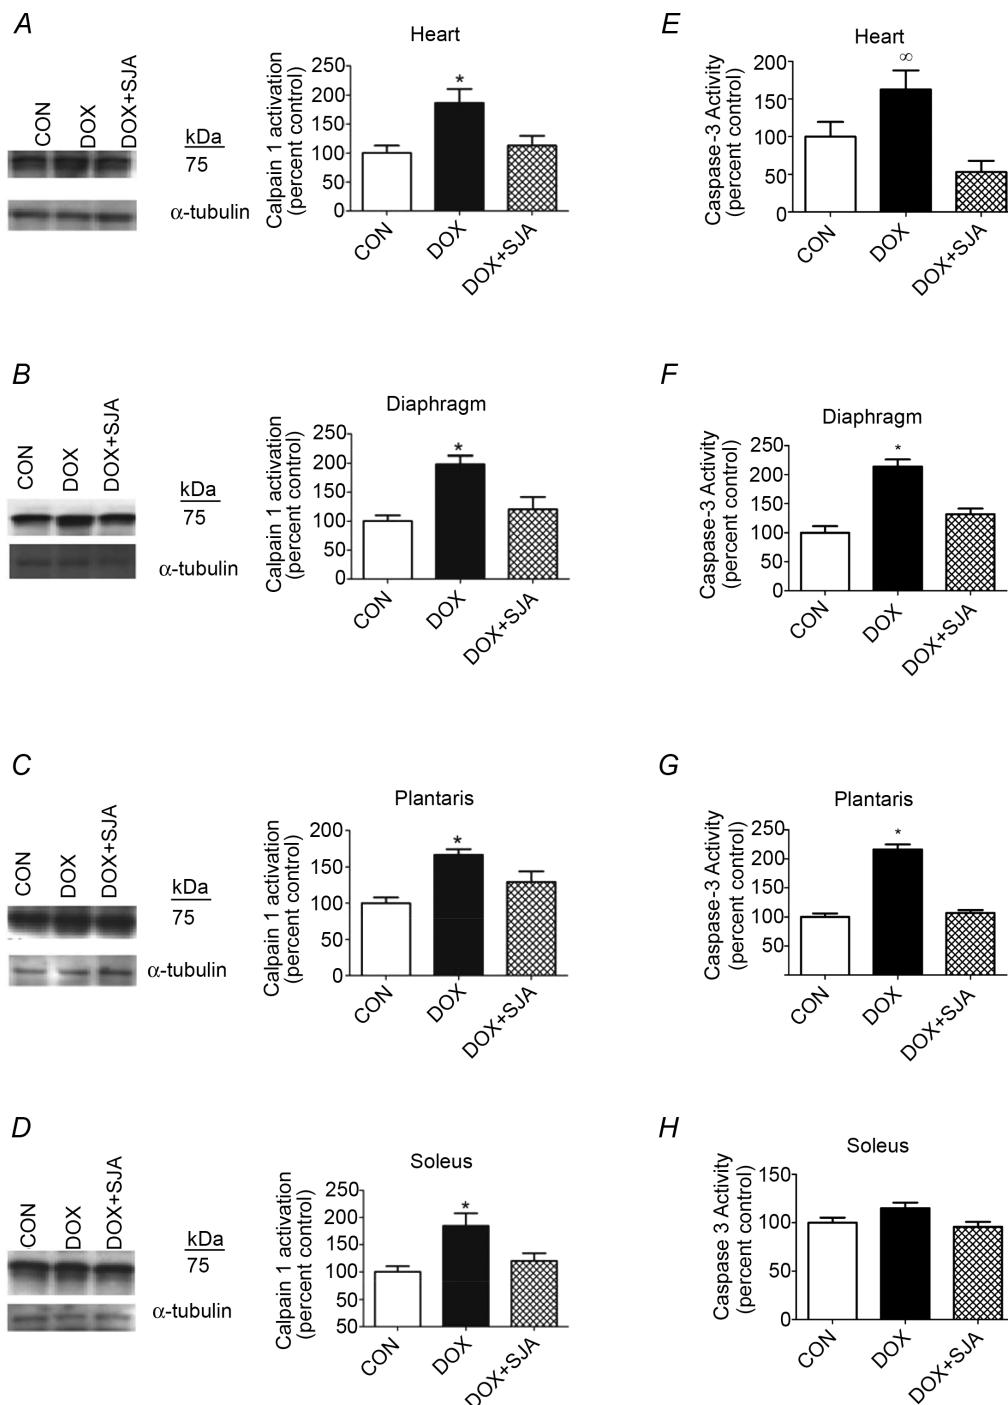 A
CON
DOX
DOX+SJA
kDa
75
α-tubulin
Heart
Calpain 1 activation
(percent control)
250
200
150
100
50
0
*
CON
DOX
DOX+SJA
E
Heart
Caspase-3 Activity
(percent control)
200
150
100
50
0
∞
CON
DOX
DOX+SJA
B
CON
DOX
DOX+SJA
kDa
75
α-tubulin
Diaphragm
Calpain 1 activation
(percent control)
250
200
150
100
50
0
*
CON
DOX
DOX+SJA
F
Diaphragm
Caspase-3 Activity
(percent control)
250
200
150
100
50
0
*
CON
DOX
DOX+SJA
C
CON
DOX
DOX+SJA
kDa
75
α-tubulin
Plantaris
Calpain 1 activation
(percent control)
200
150
100
50
0
*
CON
DOX
DOX+SJA
G
Plantaris
Caspase-3 Activity
(percent control)
250
200
150
100
50
*
CON
DOX
DOX+SJA
D
CON
DOX
DOX+SJA
kDa
75
α-tubulin
Soleus
Calpain 1 activation
(percent control)
250
200
150
100
50
50
*
CON
DOX
DOX+SJA
H
Soleus
Caspase 3 Activity
(percent control)
150
100
50
0
CON
DOX
DOX+SJA